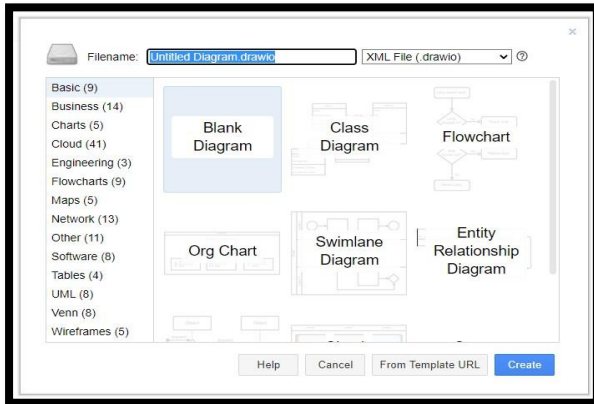 ×
Filename: Untitled Diagram.drawio XML File (.drawio)
Basic (9)
Business (14)
Charts (5)
Cloud (41)
Engineering (3)
Flowcharts (9)
Maps (5)
Network (13)
Other (11)
Software (8)
Tables (4)
UML (8)
Venn (8)
Wireframes (5)
Blank
Diagram
Class
Diagram
Flowchart
Org Chart
Swimlane
Diagram
Entity
Relationship
Diagram
Help Cancel From Template URL Create